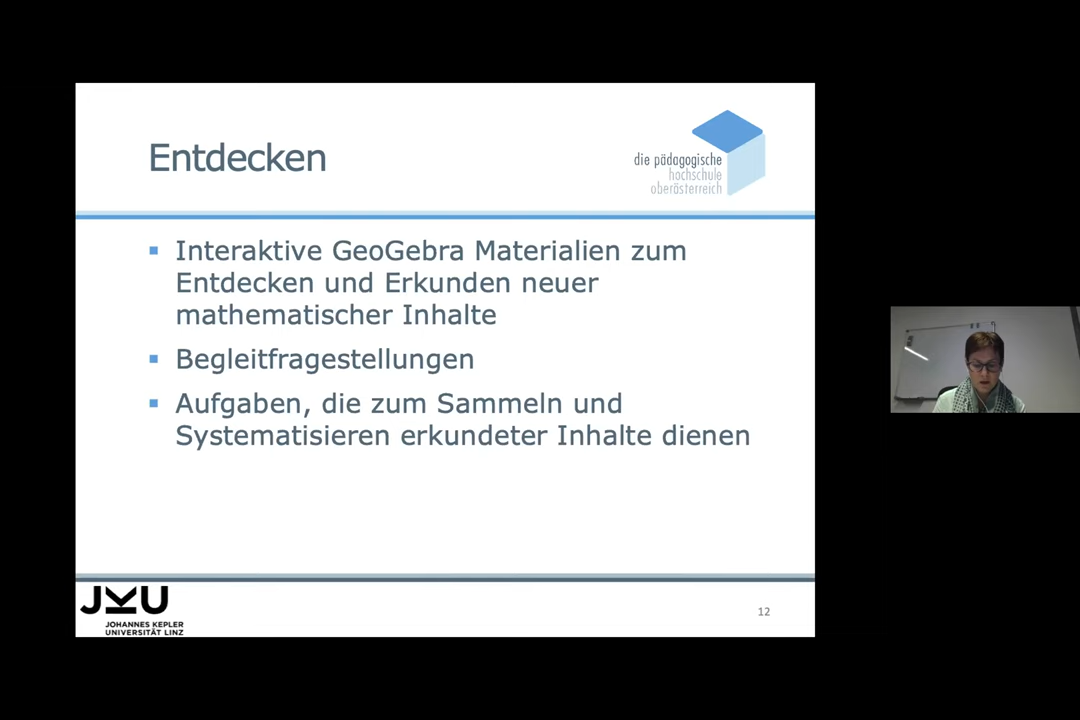 Entdecken
die pädagogische
hochschule
oberösterreich
Interaktive GeoGebra Materialien zum
Entdecken und Erkunden neuer
mathematischer Inhalte
Begleitfragestellungen
Aufgaben, die zum Sammeln und
Systematisieren erkundeter Inhalte dienen
JKU
JOHANNES KEPLER
UNIVERSITÄT LINZ
12